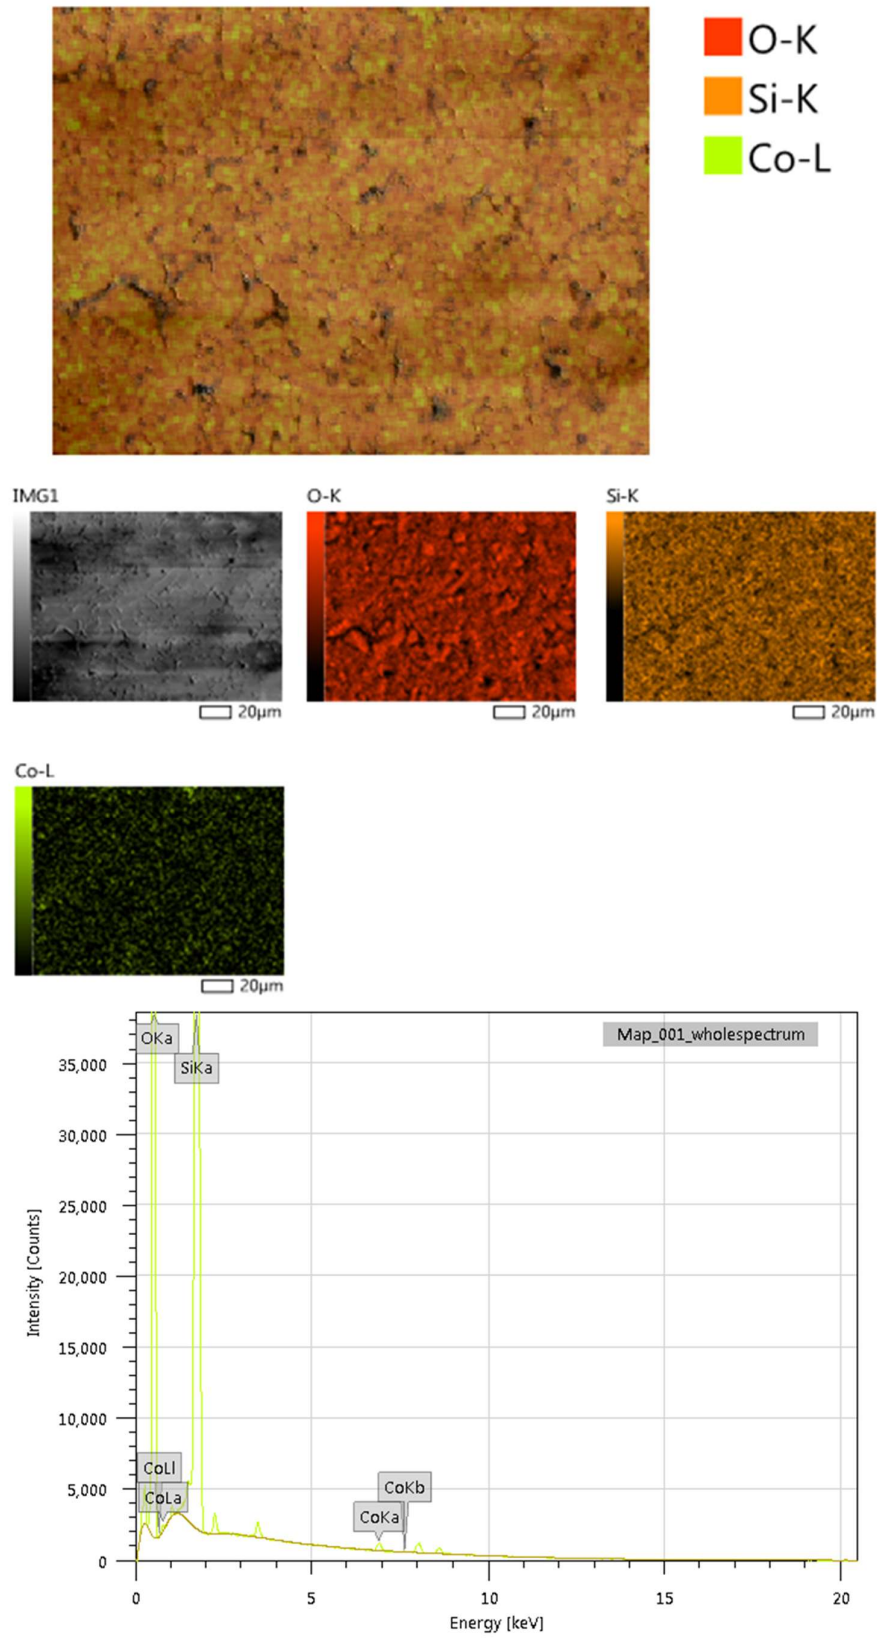 O-K
Si-K
Co-L
IMG1
O-K
Si-K
20μm
20μm
20μm
Co-L
20μm
Map_001_wholespectrum
OKa
SiKa
35,000
30,000
25,000
20,000
15,000
10,000
5,000
0
Intensity [Counts]
CoLl
CoLa
CoKb
CoKa
0
5
10
15
20
Energy [keV]